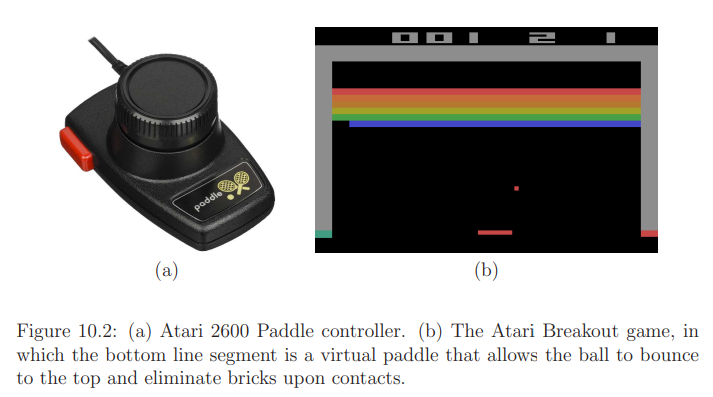 paddle
001 2 1
(a)
(b)
Figure 10.2: (a) Atari 2600 Paddle controller. (b) The Atari Breakout game, in
which the bottom line segment is a virtual paddle that allows the ball to bounce
to the top and eliminate bricks upon contacts.